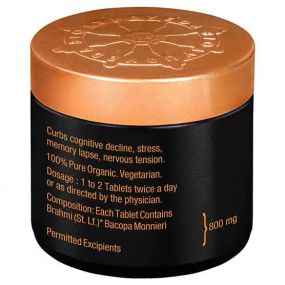 Curbs cognitive decline, stress,
memory lapse, nervous tension.
100% Pure Organic. Vegetarian.
Dosage : 1 to 2 Tablets twice a day
or as directed by the physician.
Composition: Each Tablet Contains
Brahmi (St. Lf.)* Bacopa Monnieri }800 mg
Permitted Excipients